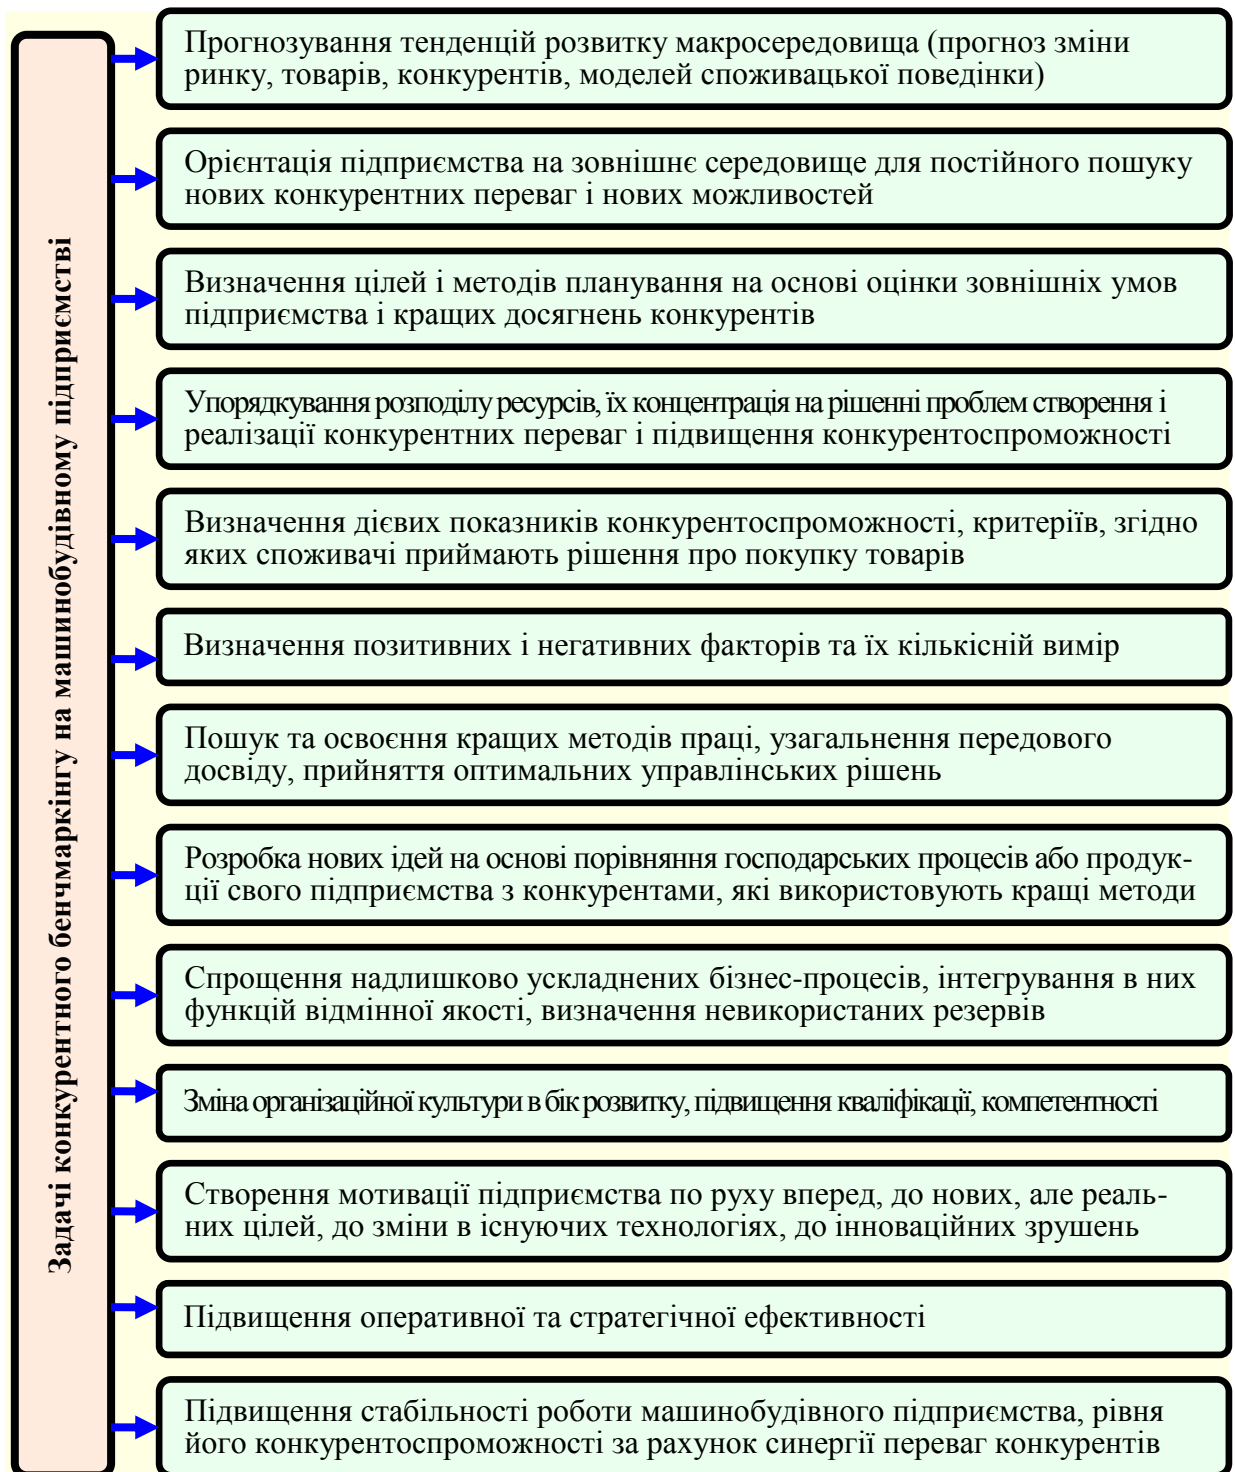 Задачі конкурентного бенчмаркінгу на машинобудівному підприємстві
Прогнозування тенденцій розвитку макросередовища (прогноз зміни
ринку, товарів, конкурентів, моделей споживацької поведінки)
Орієнтація підприємства на зовнішнє середовище для постійного пошуку
нових конкурентних переваг і нових можливостей
Визначення цілей і методів планування на основі оцінки зовнішніх умов
підприємства і кращих досягнень конкурентів
Упорядкування розподілу ресурсів, їх концентрація на рішенні проблем створення і
реалізації конкурентних переваг і підвищення конкурентоспроможності
Визначення дієвих показників конкурентоспроможності, критеріїв, згідно
яких споживачі приймають рішення про покупку товарів
Визначення позитивних і негативних факторів та їх кількісній вимір
Пошук та освоєння кращих методів праці, узагальнення передового
досвіду, прийняття оптимальних управлінських рішень
Розробка нових ідей на основі порівняння господарських процесів або продук-
ції свого підприємства з конкурентами, які використовують кращі методи
Спрощення надлишково ускладнених бізнес-процесів, інтегрування в них
функцій відмінної якості, визначення невикористаних резервів
Зміна організаційної культури в бік розвитку, підвищення кваліфікації, компетентності
Створення мотивації підприємства по руху вперед, до нових, але реаль-
них цілей, до зміни в існуючих технологіях, до інноваційних зрушень
Підвищення оперативної та стратегічної ефективності
Підвищення стабільності роботи машинобудівного підприємства, рівня
його конкурентоспроможності за рахунок синергії переваг конкурентів